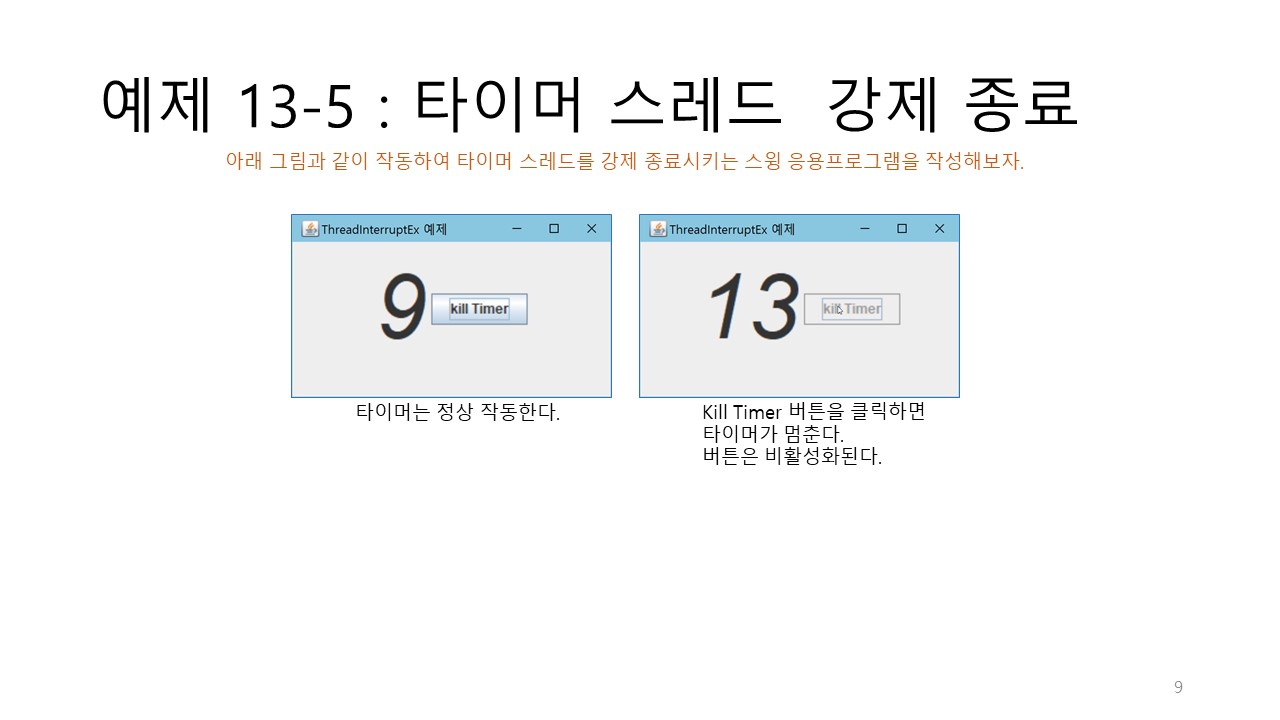 예제 13-5 : 타이머 스레드 강제 종료
아래 그림과 같이 작동하여 타이머 스레드를 강제 종료시키는 스윙 응용프로그램을 작성해보자.
ThreadInterruptEx 예제
9 kill Timer
타이머는 정상 작동한다.
ThreadInterruptEx 예제
13 kill Timer
Kill Timer 버튼을 클릭하면
타이머가 멈춘다.
버튼은 비활성화된다.
9